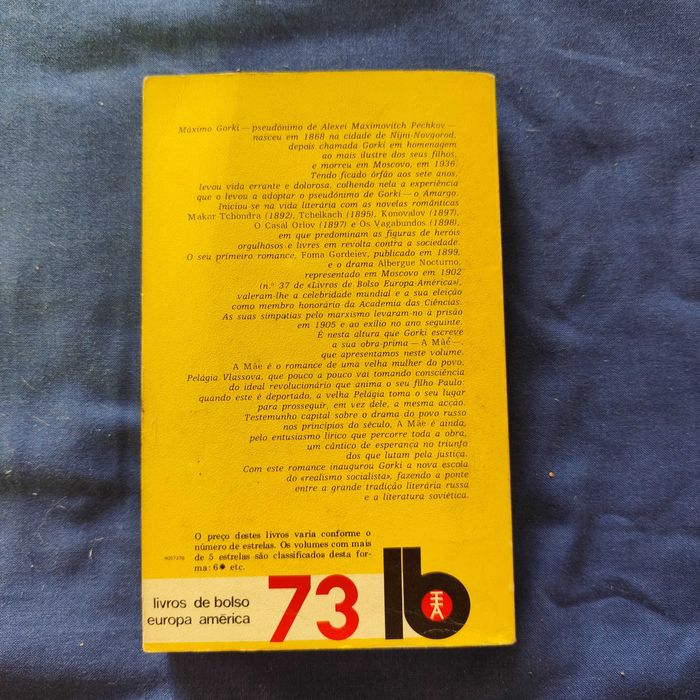 Máximo Gorki — pseudónimo de Alexei Maximovitch Pechkov —
nasceu em 1868 na cidade de Nijni-Novgorod,
depois chamada Gorki em homenagem
ao mais ilustre dos seus filhos,
e morreu em Moscovo, em 1936.
Tendo ficado órfão aos sete anos,
levou vida errante e dolorosa, colhendo nela a experiência
que o levou a adoptar o pseudónimo de Gorki — o Amargo.
Iniciou-se na vida literária com as novelas românticas
Makar Tchondra (1892), Tchelkach (1895), Konovalov (1897),
O Casal Orlov (1897) e Os Vagabundos (1898),
em que predominam as figuras de heróis
orgulhosos e livres em revolta contra a sociedade.
O seu primeiro romance, Foma Gordeiev, publicado em 1899,
e o drama Albergue Nocturno,
representado em Moscovo em 1902
(n.º 37 de «Livros de Bolso Europa-América»),
valeram-lhe a celebridade mundial e a sua eleição
como membro honorário da Academia das Ciências.
As suas simpatias pelo marxismo levaram-no à prisão
em 1905 e ao exílio no ano seguinte.
É nesta altura que Gorki escreve
a sua obra-prima — A Mãe —,
que apresentamos neste volume.
A Mãe é o romance de uma velha mulher do povo,
Pelágia Vlassova, que pouco a pouco vai tomando consciência
do ideal revolucionário que anima o seu filho Paulo:
quando este é deportado, a velha Pelágia toma o seu lugar
para prosseguir, em vez dele, a mesma acção.
Testemunho capital sobre o drama do povo russo
nos princípios do século, A Mãe é ainda,
pelo entusiasmo lírico que percorre toda a obra,
um cântico de esperança no triunfo
dos que lutam pela justiça.
Com este romance inaugurou Gorki a nova escola
do «realismo socialista», fazendo a ponte
entre a grande tradição literária russa
e a literatura soviética.
O preço destes livros varia conforme o
número de estrelas. Os volumes com mais
de 5 estrelas são classificados desta for-
ma: 6● etc.
livros de bolso
europa américa
73
lb
EA